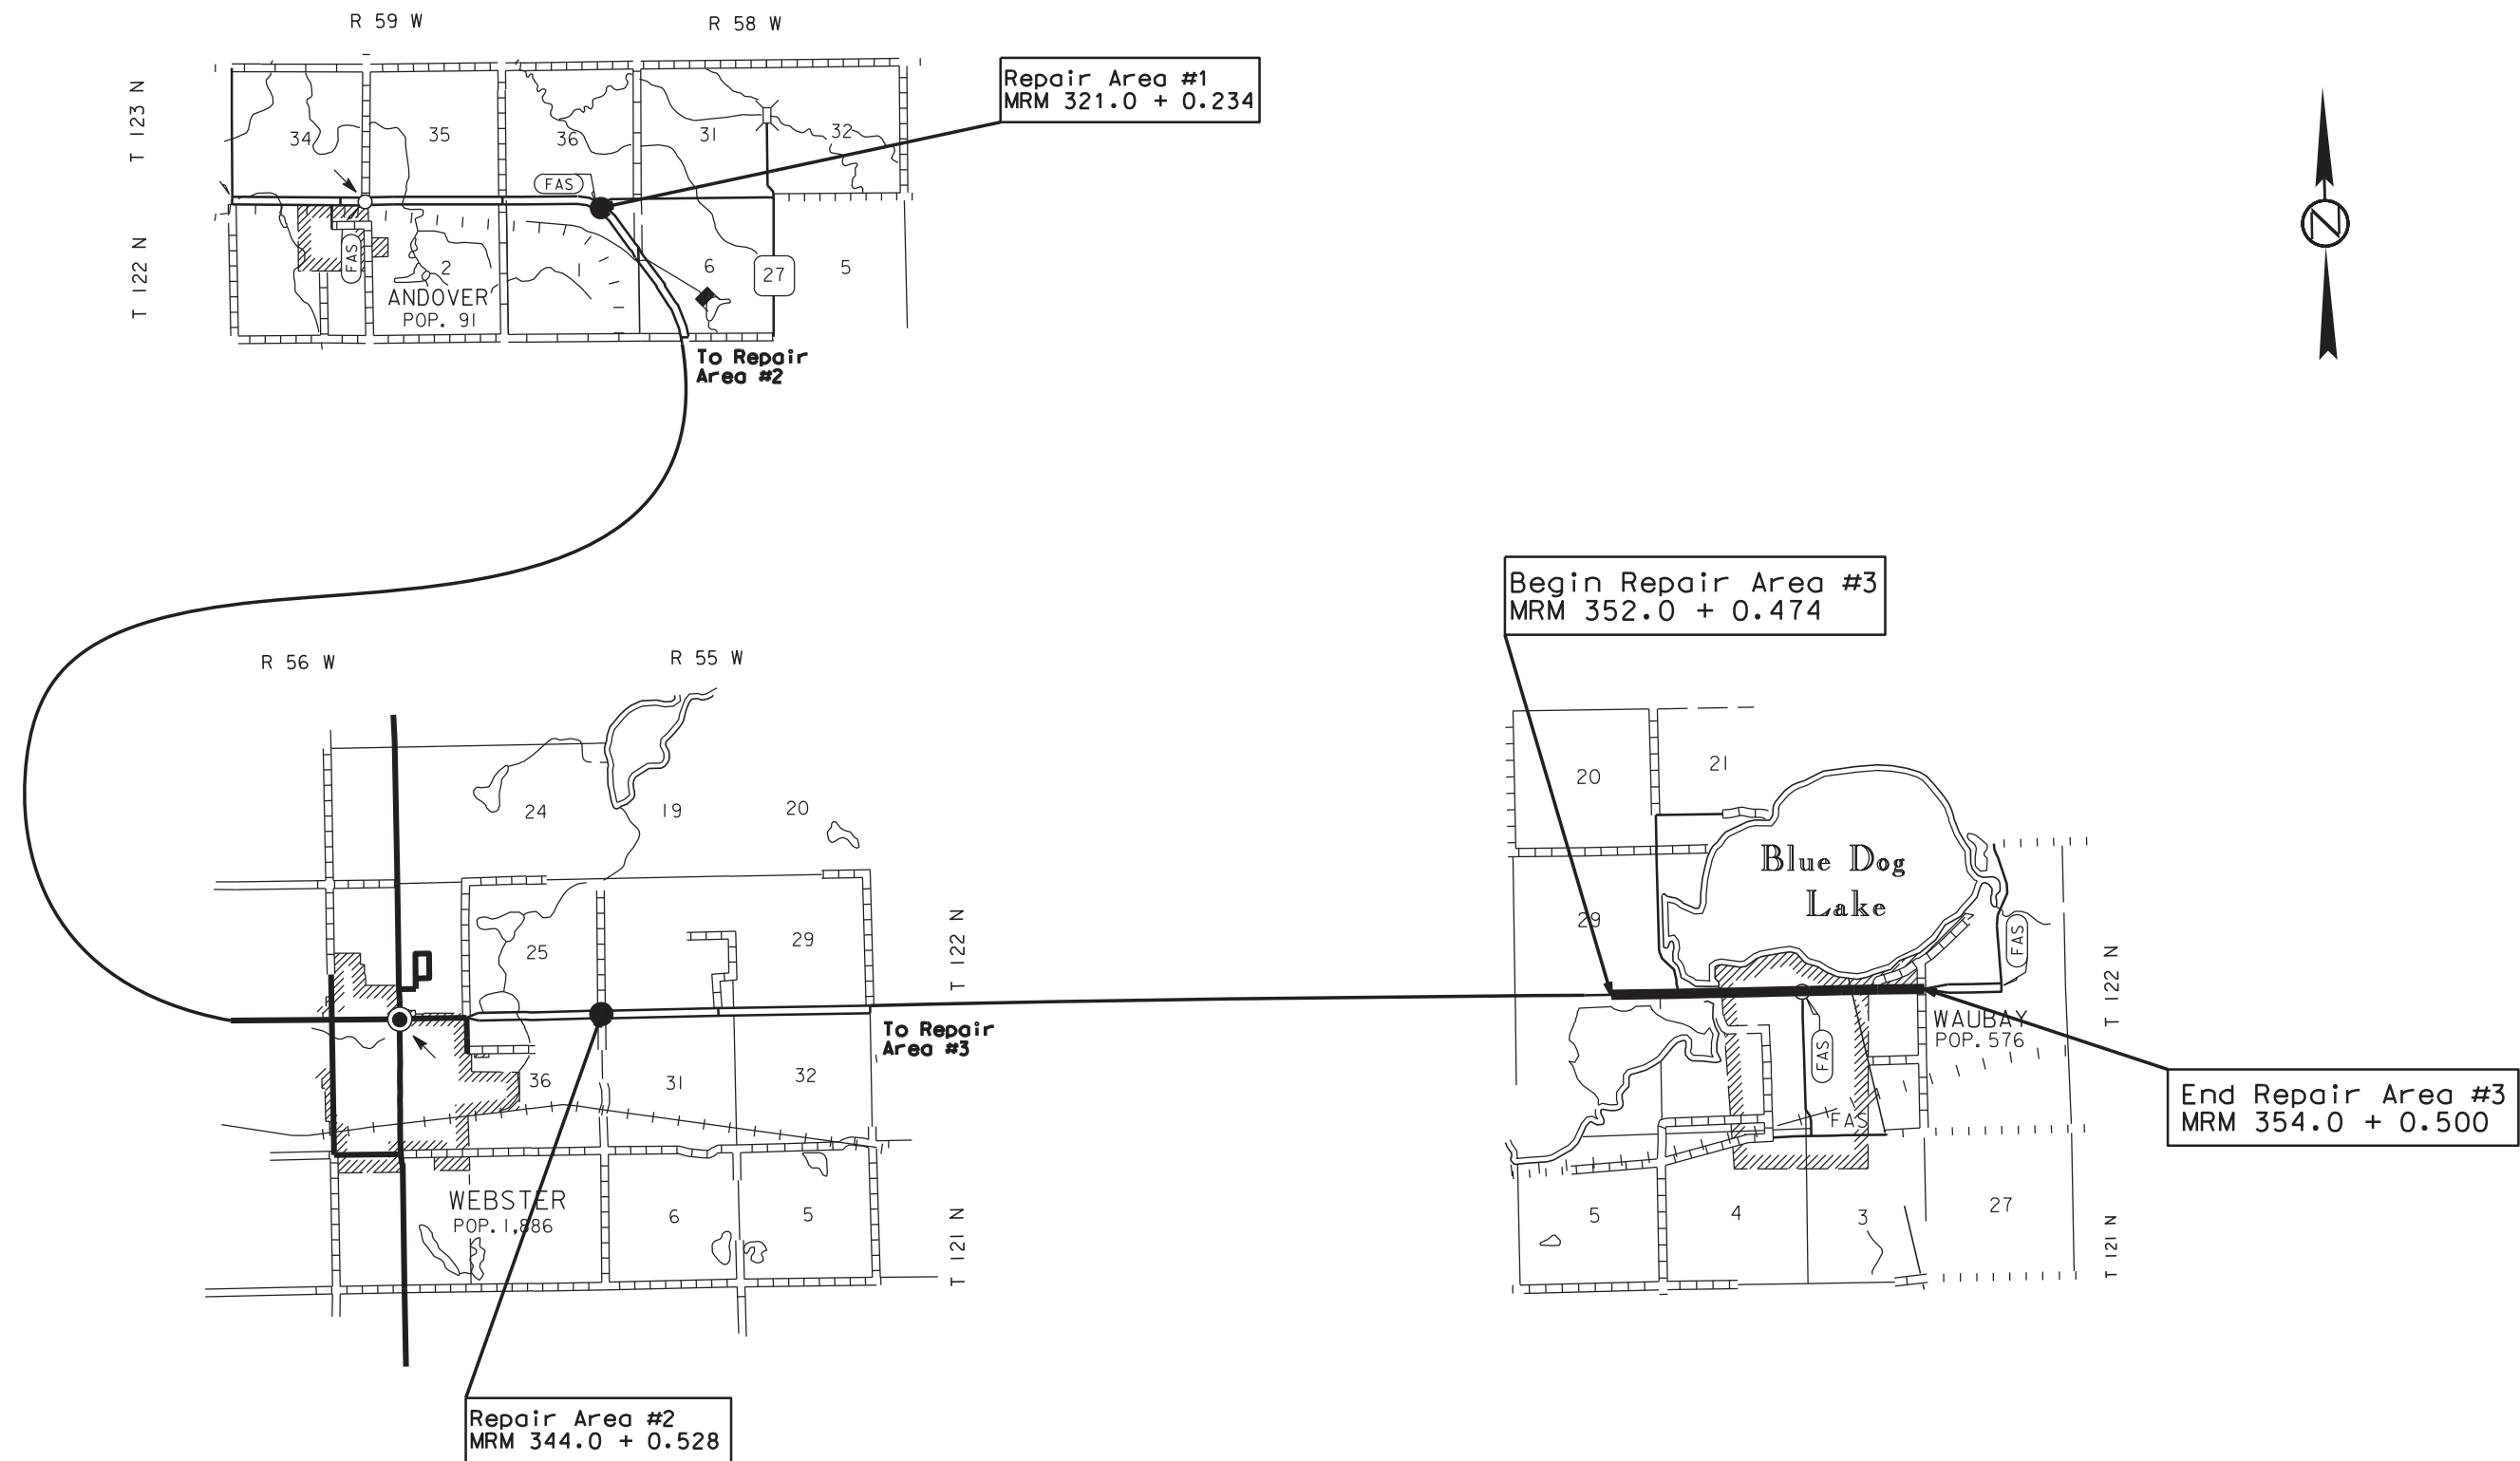 R 59 W
R 58 W
Repair Area #1
MRM 321.0 + 0.234
T 123 N
34
35
36
31
32
FAS
T 122 N
FAS
2
1
6
27
5
ANDOVER
POP. 91
To Repair
Area #2
N
R 56 W
R 55 W
24
19
20
25
29
T 122 N
To Repair
Area #3
36
31
32
WEBSTER
POP. 1,886
6
5
T 121 N
Repair Area #2
MRM 344.0 + 0.528
Begin Repair Area #3
MRM 352.0 + 0.474
20
21
Blue Dog
Lake
29
FAS
T 122 N
WAUBAY
POP. 576
FAS
FAS
End Repair Area #3
MRM 354.0 + 0.500
5
4
3
27
T 121 N